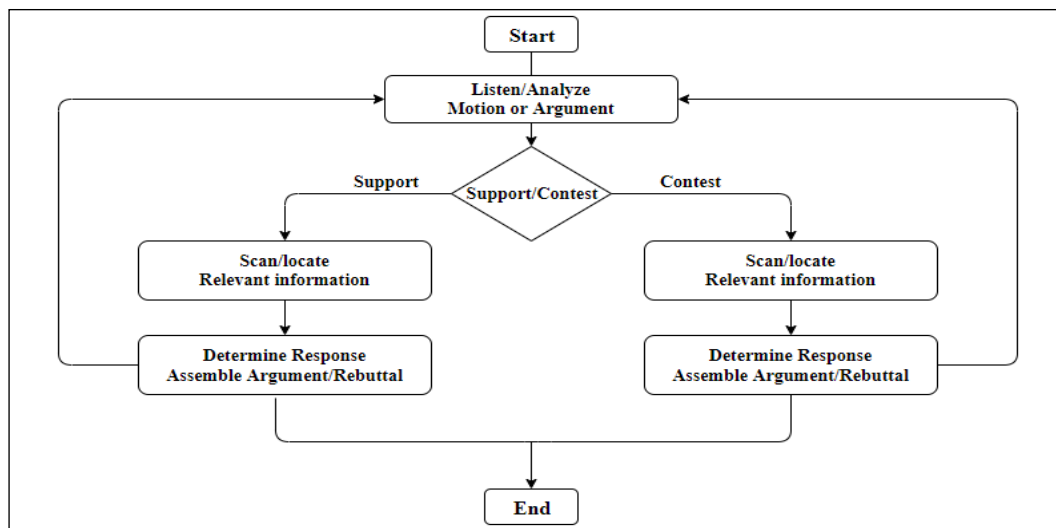 Start
Listen/Analyze
Motion or Argument
Support
Support/Contest
Contest
Scan/locate
Relevant information
Scan/locate
Relevant information
Determine Response
Assemble Argument/Rebuttal
Determine Response
Assemble Argument/Rebuttal
End